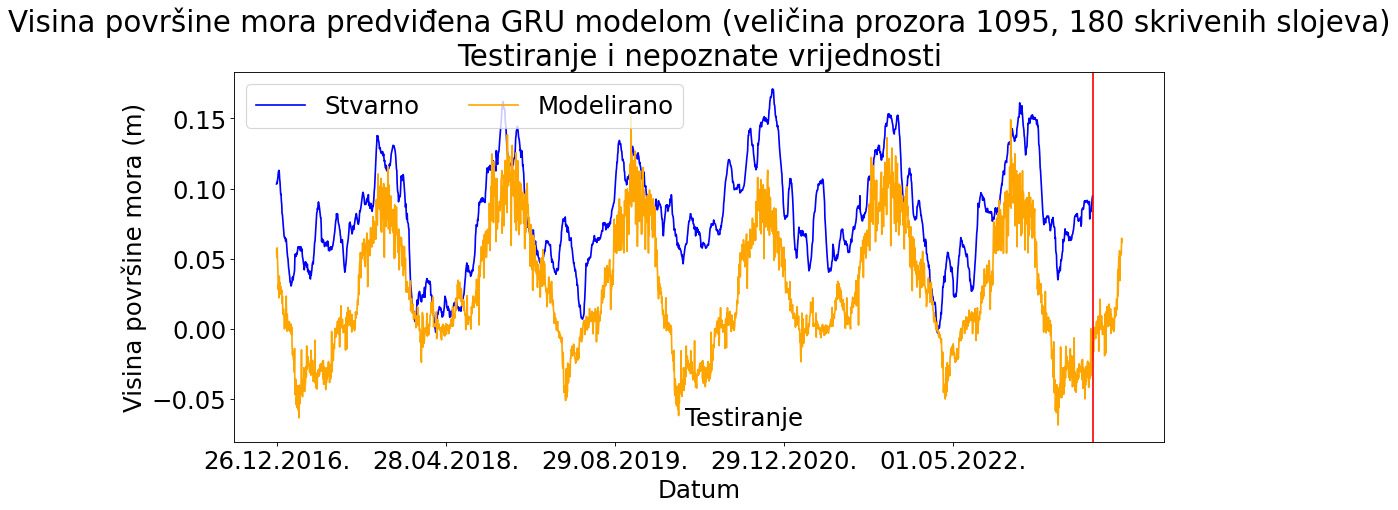 Visina površine mora predviđena GRU modelom (veličina prozora 1095, 180 skrivenih slojeva)
Testiranje i nepoznate vrijednosti
Stvarno
Modelirano
Visina površine mora (m)
0.15
0.10
0.05
0.00
−0.05
Testiranje
26.12.2016.
28.04.2018.
29.08.2019.
29.12.2020.
01.05.2022.
Datum